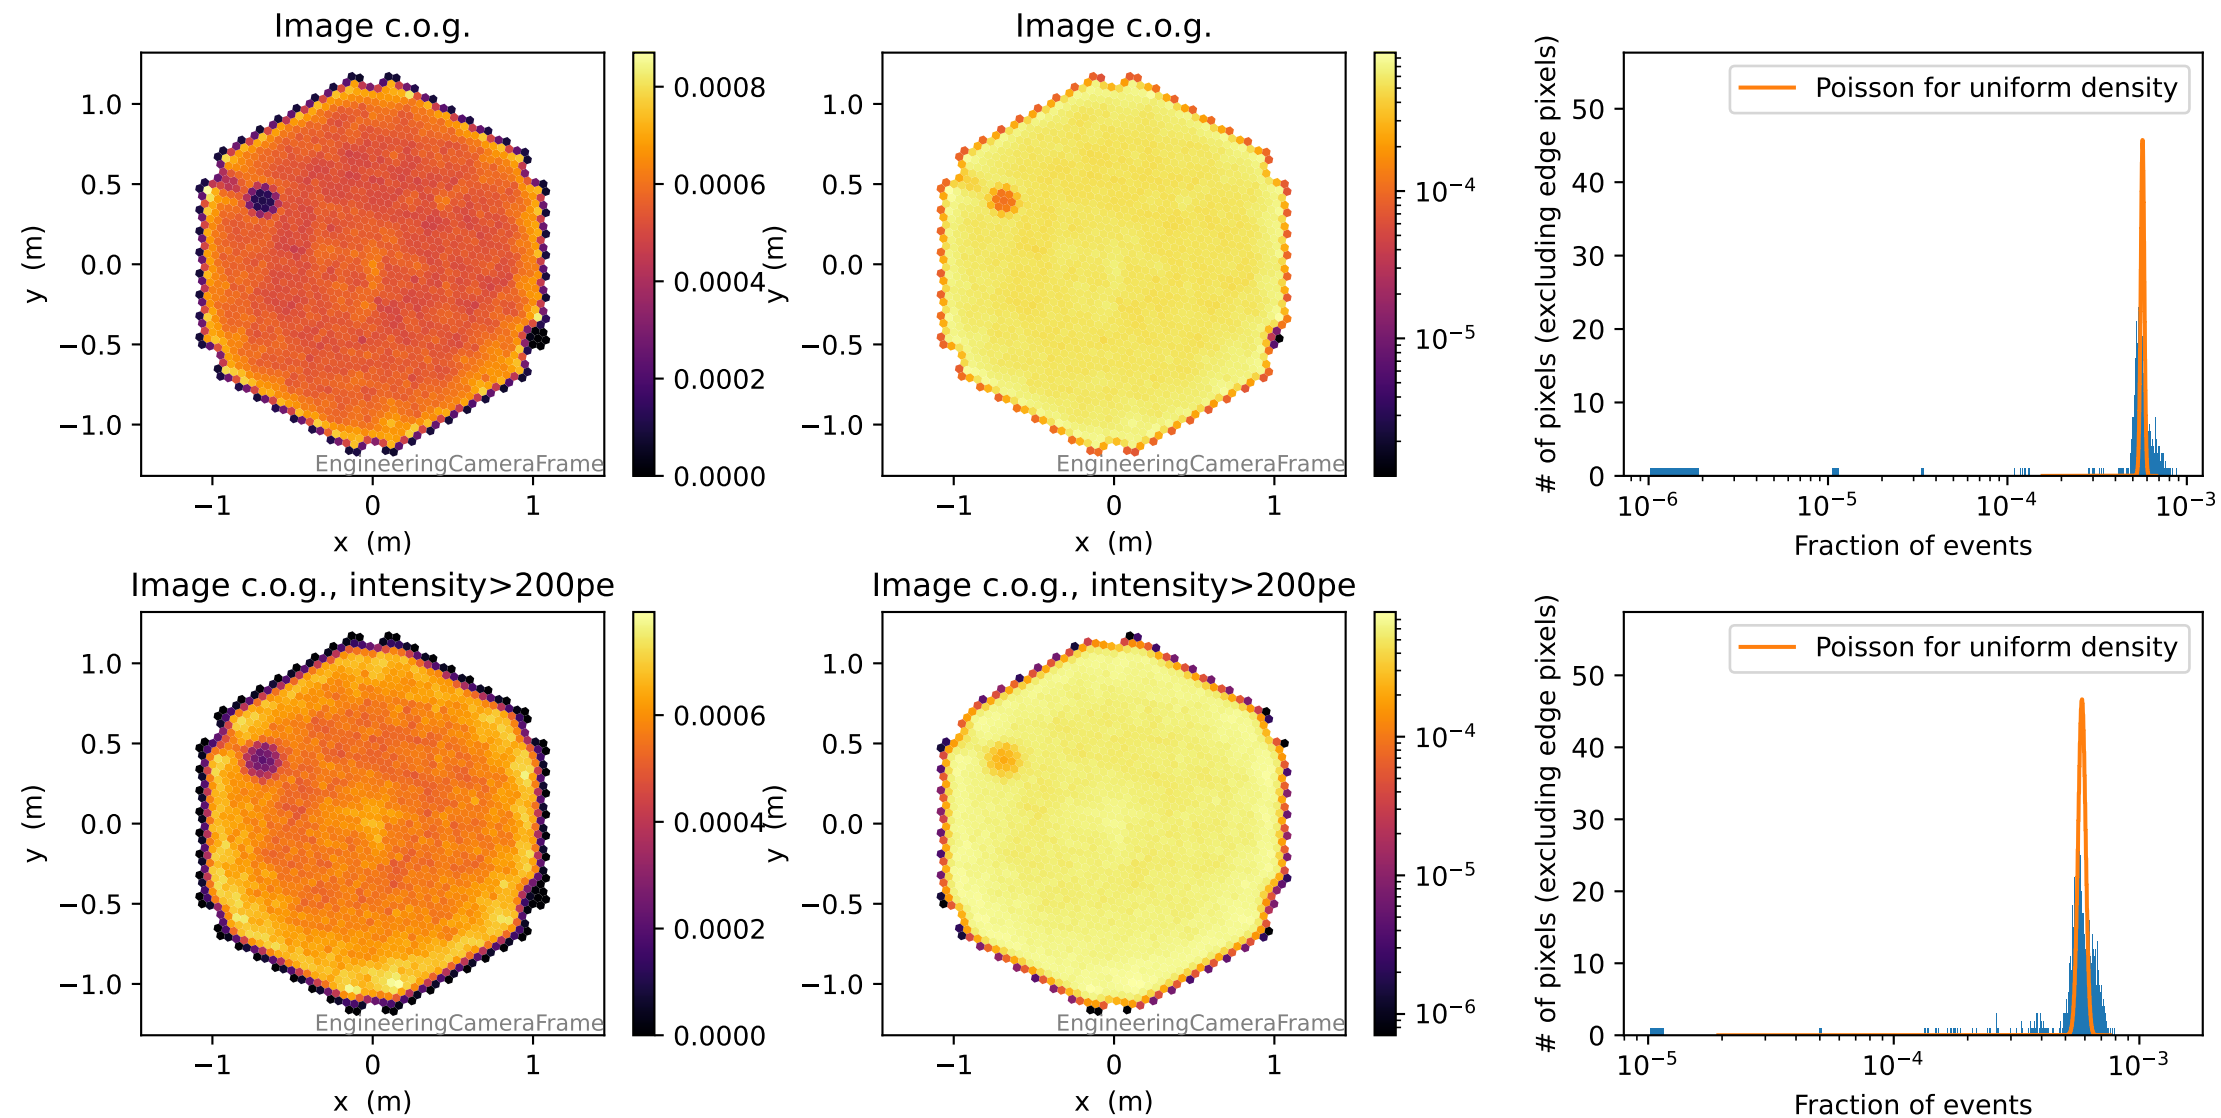 Image c.o.g.
1.0
0.5
0.0
−0.5
−1.0
y (m)
EngineeringCameraFrame
−1
0
1
x (m)
0.0008
0.0006
0.0004
0.0002
0.0000
Image c.o.g.
1.0
0.5
0.0
−0.5
−1.0
y (m)
EngineeringCameraFrame
−1
0
1
x (m)
10−4
10−5
# of pixels (excluding edge pixels)
50
40
30
20
10
0
Poisson for uniform density
10−6
10−5
10−4
10−3
Fraction of events
Image c.o.g., intensity>200pe
1.0
0.5
0.0
−0.5
−1.0
y (m)
EngineeringCameraFrame
−1
0
1
x (m)
0.0006
0.0004
0.0002
0.0000
Image c.o.g., intensity>200pe
1.0
0.5
0.0
−0.5
−1.0
y (m)
EngineeringCameraFrame
−1
0
1
x (m)
10−4
10−5
10−6
# of pixels (excluding edge pixels)
50
40
30
20
10
0
Poisson for uniform density
10−5
10−4
10−3
Fraction of events